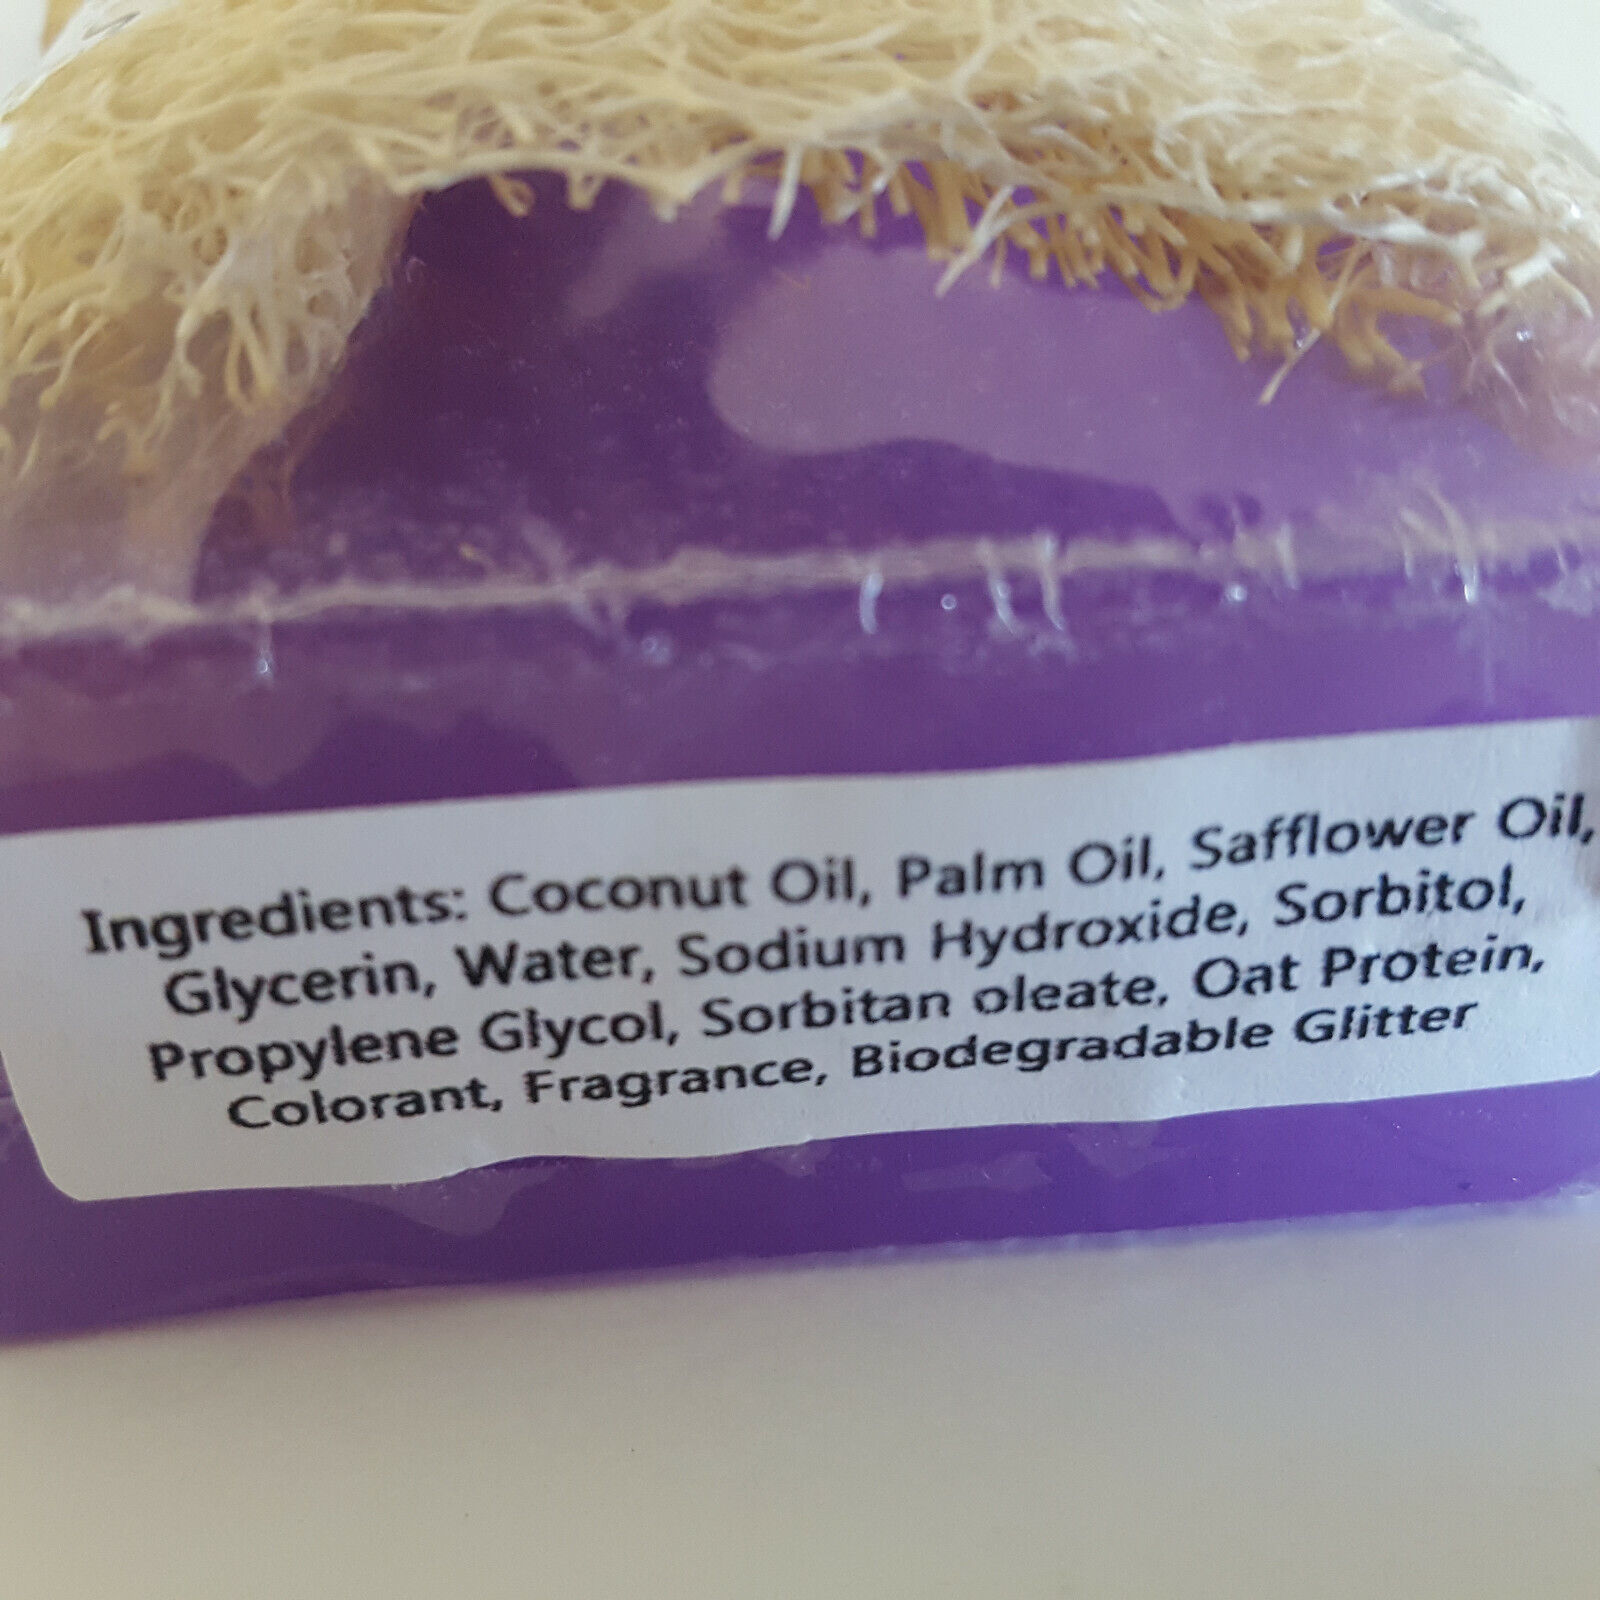 Ingredients: Coconut Oil, Palm Oil, Safflower Oil,
Glycerin, Water, Sodium Hydroxide, Sorbitol,
Propylene Glycol, Sorbitan oleate, Oat Protein,
Colorant, Fragrance, Biodegradable Glitter